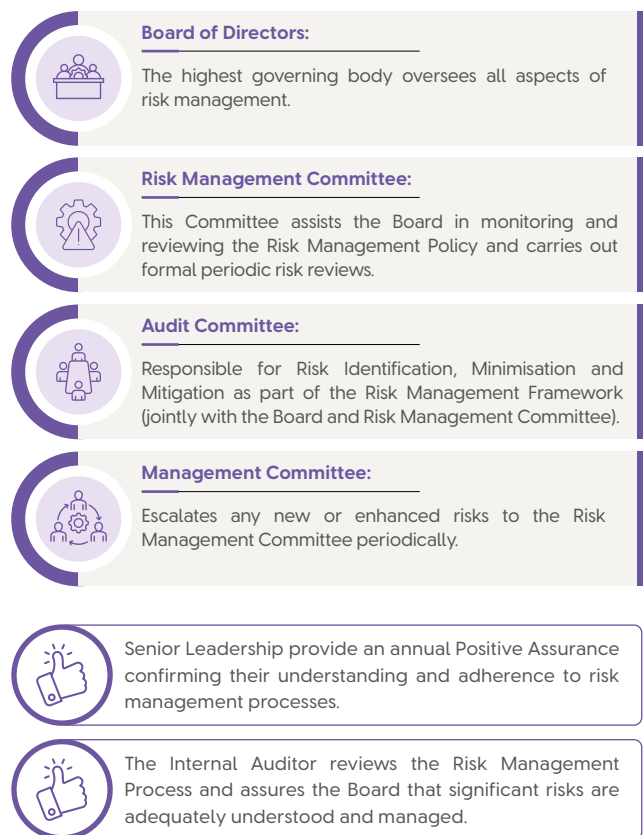 Board of Directors:
The highest governing body oversees all aspects of
risk management.
Risk Management Committee:
This Committee assists the Board in monitoring and
reviewing the Risk Management Policy and carries out
formal periodic risk reviews.
Audit Committee:
Responsible for Risk Identification, Minimisation and
Mitigation as part of the Risk Management Framework
(jointly with the Board and Risk Management Committee).
Management Committee:
Escalates any new or enhanced risks to the Risk
Management Committee periodically.
Senior Leadership provide an annual Positive Assurance
confirming their understanding and adherence to risk
management processes.
The Internal Auditor reviews the Risk Management
Process and assures the Board that significant risks are
adequately understood and managed.